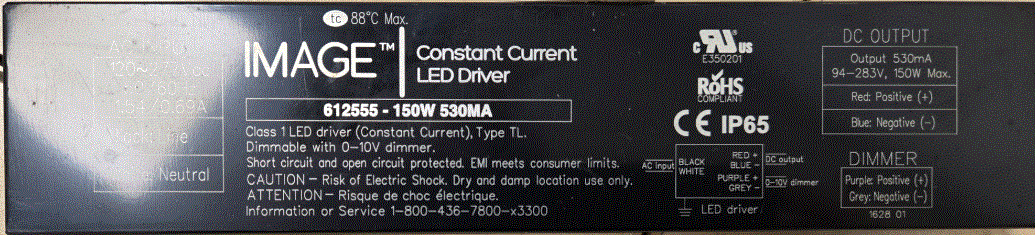 tc 88°C Max.
IMAGE™
Constant Current
LED Driver
612555 - 150W 530MA
Class 1 LED driver (Constant Current), Type TL.
Dimmable with 0-10V dimmer.
Short circuit and open circuit protected. EMI meets consumer limits.
CAUTION – Risk of Electric Shock. Dry and damp location use only.
ATTENTION – Risque de choc électrique.
Information or Service 1-800-436-7800-x3300
Neutral
c RU US
E350201
RoHS
COMPLIANT
CE IP65
AC input
BLACK
WHITE
RED +
BLUE –
PURPLE +
GREY –
DC output
0-10V dimmer
LED driver
DC OUTPUT
Output 530mA
94-283V, 150W Max.
Red: Positive (+)
Blue: Negative (–)
DIMMER
Purple: Positive (+)
Grey: Negative (–)
1628 01